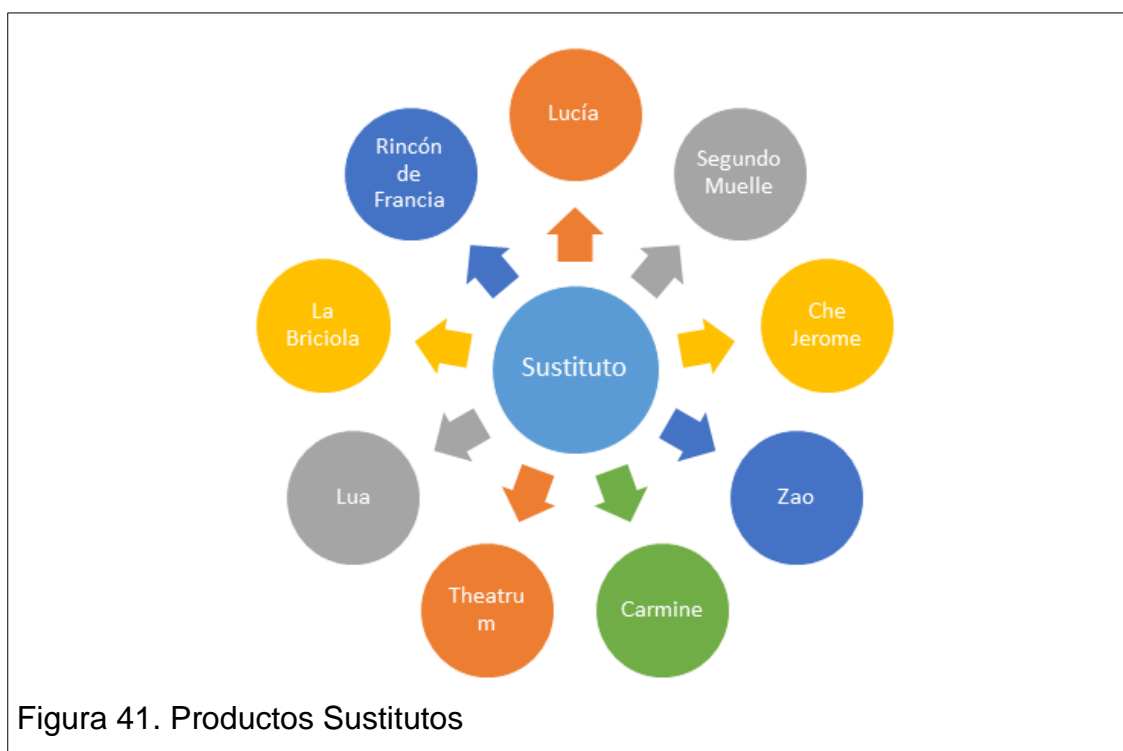 Lucía
Segundo
Muelle
Che
Jerome
Zao
Carmine
Theatru
m
Lua
La
Briciola
Rincón
de
Francia
Sustituto
Figura 41. Productos Sustitutos